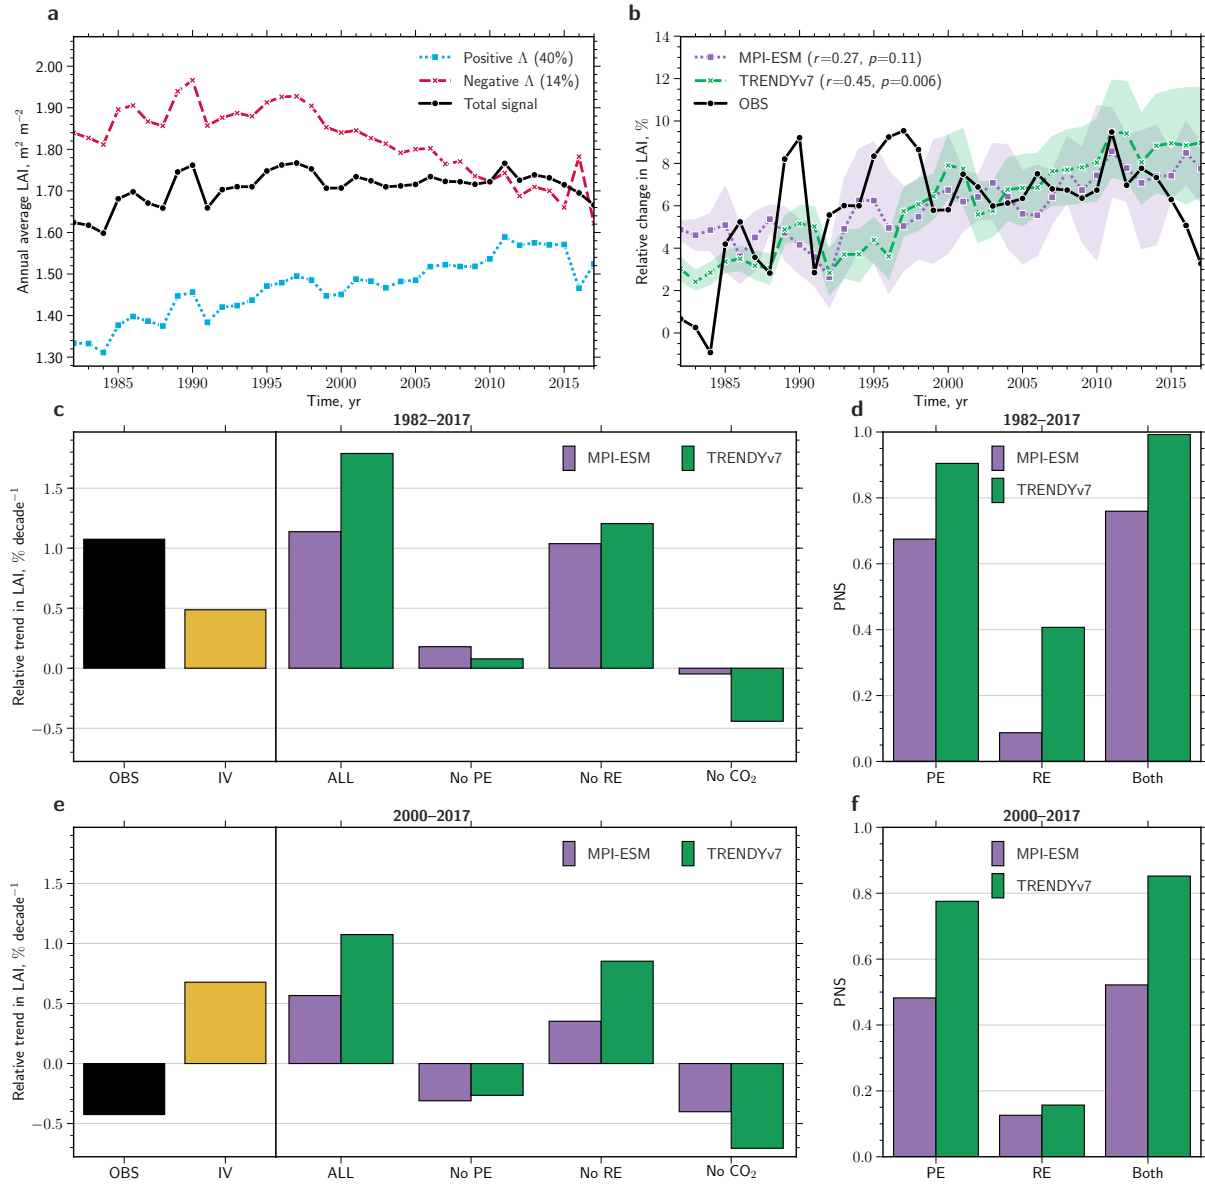 a
Annual average LAI, m² m⁻²
2.00
1.90
1.80
1.70
1.60
1.50
1.40
1.30
Positive Λ (40%)
Negative Λ (14%)
Total signal
1985
1990
1995
2000
2005
2010
2015
Time, yr
b
Relative change in LAI, %
14
12
10
8
6
4
2
0
MPI-ESM (r=0.27, p=0.11)
TRENDYv7 (r=0.45, p=0.006)
OBS
1985
1990
1995
2000
2005
2010
2015
Time, yr
c
1982–2017
Relative trend in LAI, % decade⁻¹
1.5
1.0
0.5
0.0
−0.5
MPI-ESM
TRENDYv7
OBS
IV
ALL
No PE
No RE
No CO₂
d
1982–2017
PNS
1.0
0.8
0.6
0.4
0.2
0.0
MPI-ESM
TRENDYv7
PE
RE
Both
e
2000–2017
Relative trend in LAI, % decade⁻¹
1.5
1.0
0.5
0.0
−0.5
MPI-ESM
TRENDYv7
OBS
IV
ALL
No PE
No RE
No CO₂
f
2000–2017
PNS
1.0
0.8
0.6
0.4
0.2
0.0
MPI-ESM
TRENDYv7
PE
RE
Both